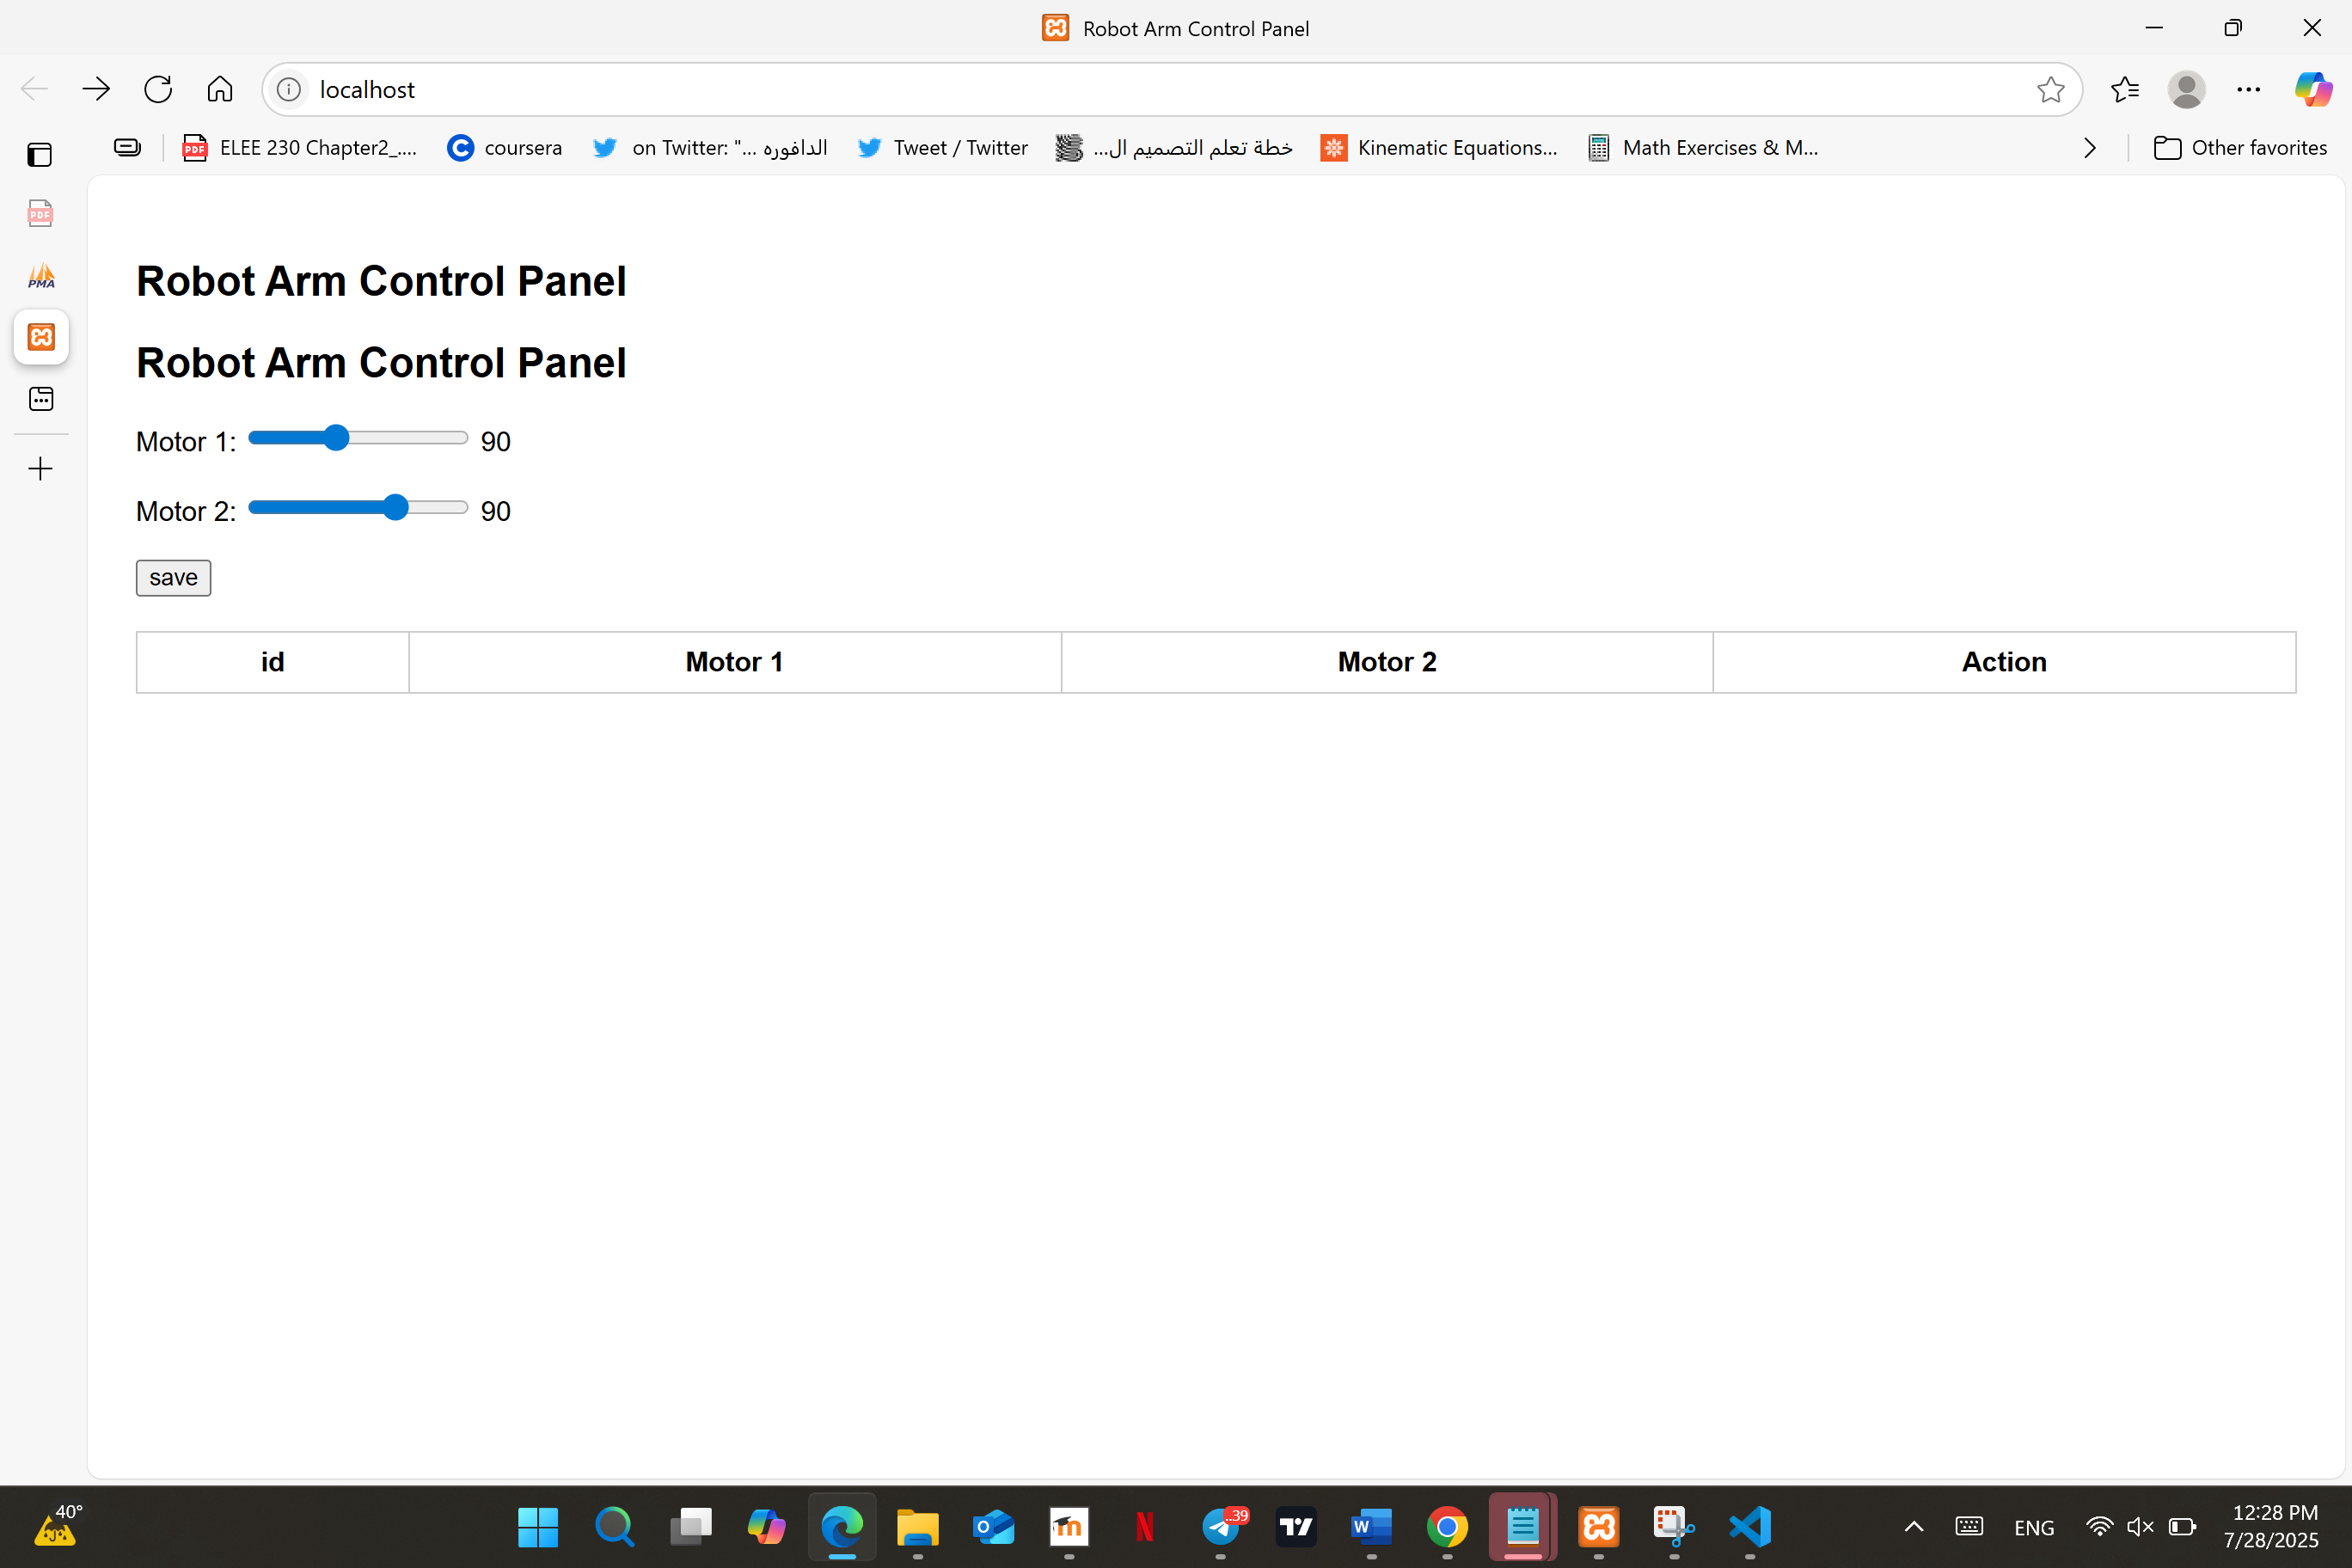 Robot Arm Control Panel
localhost
ELEE 230 Chapter2_.... coursera on Twitter: "... الدافوره Tweet / Twitter خطة تعلم التصميم ال... Kinematic Equations... Math Exercises & M... Other favorites
PDF
PDF
PMA
Robot Arm Control Panel
Robot Arm Control Panel
Motor 1: 90
Motor 2: 90
save
id Motor 1 Motor 2 Action
40°
..39
ENG
12:28 PM
7/28/2025